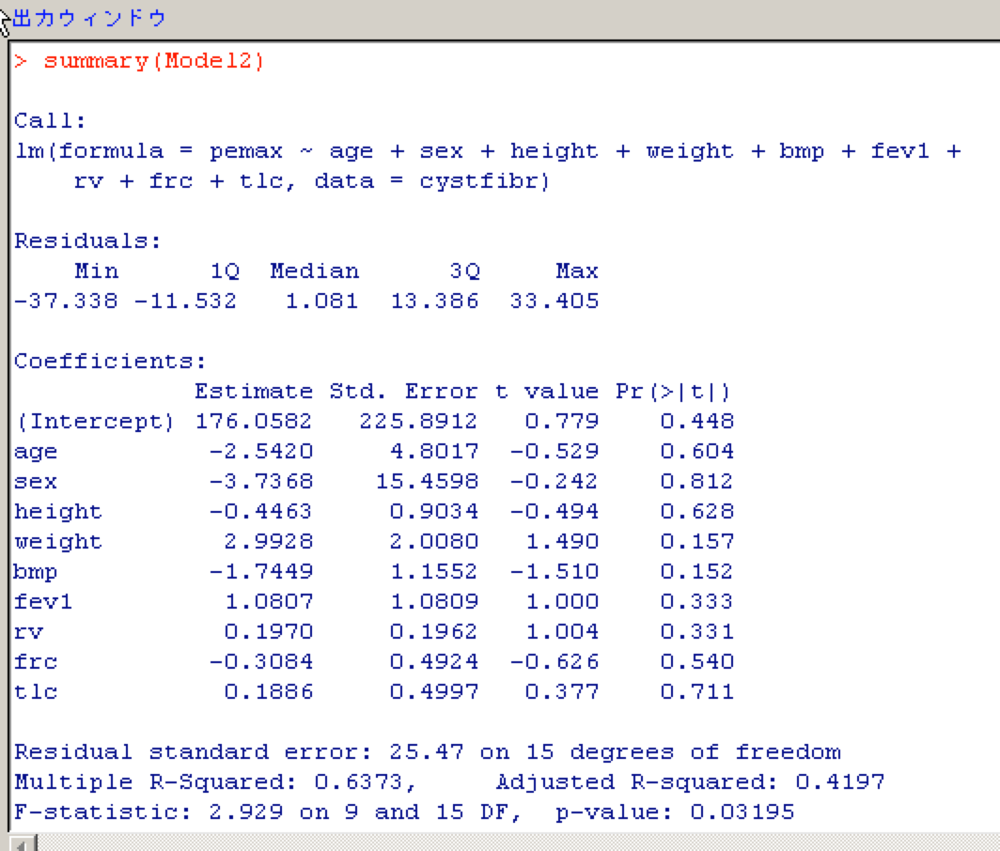 出力ウィンドウ
> summary(Model2)
Call:
lm(formula = pemax ~ age + sex + height + weight + bmp + fev1 +
    rv + frc + tlc, data = cystfibr)
Residuals:
    Min      1Q  Median      3Q     Max
-37.338 -11.532   1.081  13.386  33.405
Coefficients:
            Estimate Std. Error t value Pr(>|t|)
(Intercept) 176.0582   225.8912   0.779    0.448
age          -2.5420     4.8017  -0.529    0.604
sex          -3.7368    15.4598  -0.242    0.812
height       -0.4463     0.9034  -0.494    0.628
weight        2.9928     2.0080   1.490    0.157
bmp          -1.7449     1.1552  -1.510    0.152
fev1          1.0807     1.0809   1.000    0.333
rv            0.1970     0.1962   1.004    0.331
frc          -0.3084     0.4924  -0.626    0.540
tlc           0.1886     0.4997   0.377    0.711
Residual standard error: 25.47 on 15 degrees of freedom
Multiple R-Squared: 0.6373,     Adjusted R-squared: 0.4197
F-statistic: 2.929 on 9 and 15 DF,  p-value: 0.03195